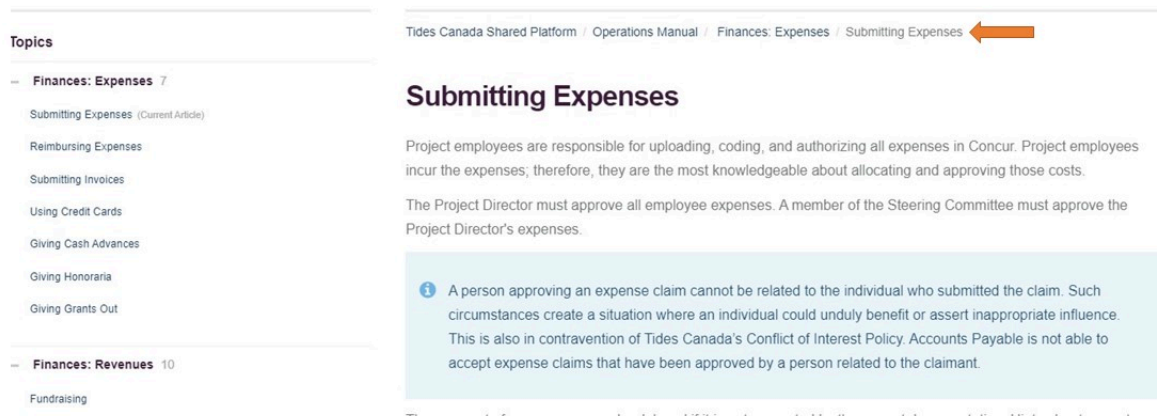 Topics
– Finances: Expenses 7
Submitting Expenses (Current Article)
Reimbursing Expenses
Submitting Invoices
Using Credit Cards
Giving Cash Advances
Giving Honoraria
Giving Grants Out
– Finances: Revenues 10
Fundraising
Tides Canada Shared Platform / Operations Manual / Finances: Expenses / Submitting Expenses
Submitting Expenses
Project employees are responsible for uploading, coding, and authorizing all expenses in Concur. Project employees
incur the expenses; therefore, they are the most knowledgeable about allocating and approving those costs.
The Project Director must approve all employee expenses. A member of the Steering Committee must approve the
Project Director's expenses.
A person approving an expense claim cannot be related to the individual who submitted the claim. Such
circumstances create a situation where an individual could unduly benefit or assert inappropriate influence.
This is also in contravention of Tides Canada's Conflict of Interest Policy. Accounts Payable is not able to
accept expense claims that have been approved by a person related to the claimant.